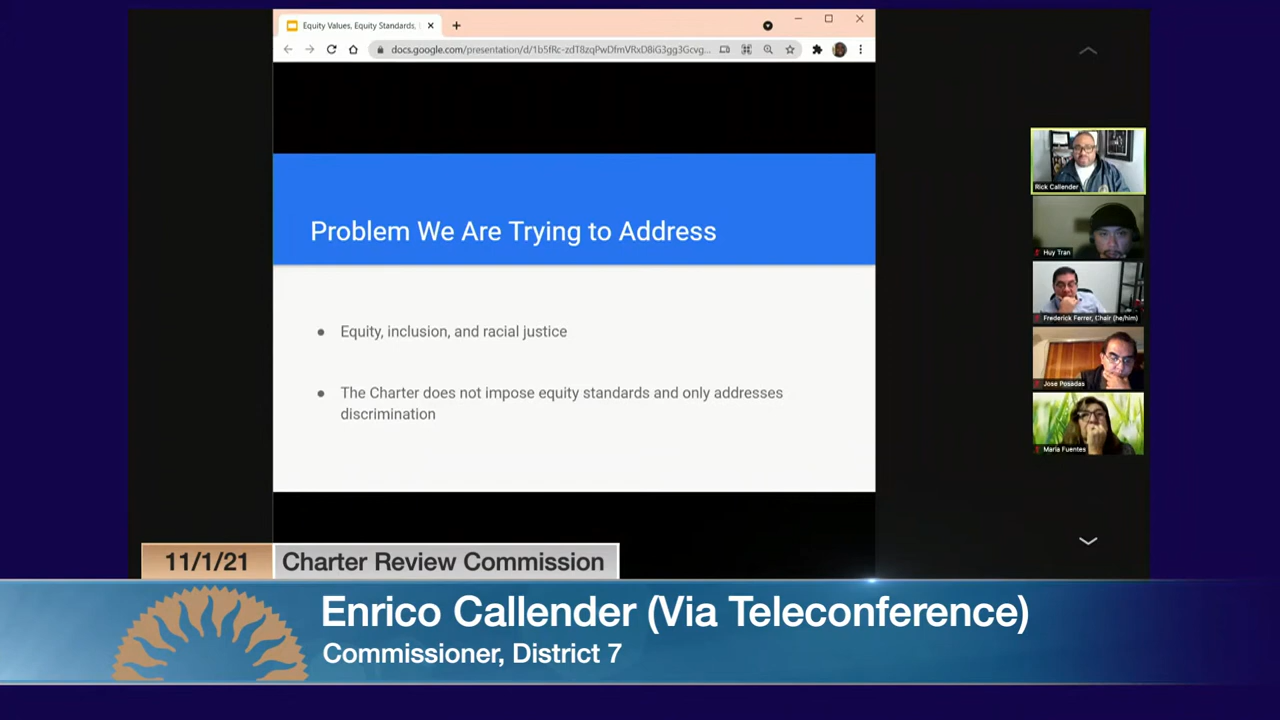 Equity Values, Equity Standards,
docs.google.com/presentation/d/1b5fRc-zdT8zqPwDfmVRxD8iG3gg3Gcvg...
Problem We Are Trying to Address
Equity, inclusion, and racial justice
The Charter does not impose equity standards and only addresses
discrimination
Rick Callender
Huy Tran
Frederick Ferrer, Chair (he/him)
Jose Posadas
Maria Fuentes
11/1/21 Charter Review Commission
Enrico Callender (Via Teleconference)
Commissioner, District 7